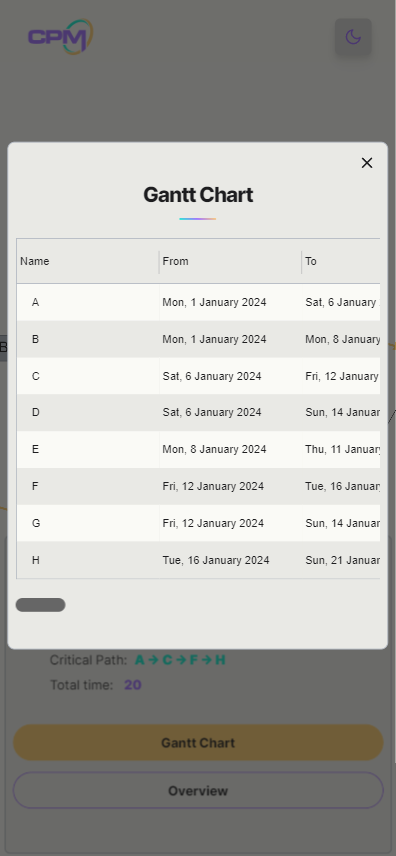 CPM
Gantt Chart
Name From To
A Mon, 1 January 2024 Sat, 6 January
B Mon, 1 January 2024 Mon, 8 January
C Sat, 6 January 2024 Fri, 12 January
D Sat, 6 January 2024 Sun, 14 Januar
E Mon, 8 January 2024 Thu, 11 January
F Fri, 12 January 2024 Tue, 16 Januar
G Fri, 12 January 2024 Sun, 14 Januar
H Tue, 16 January 2024 Sun, 21 Januar
B
Critical Path: A → C → F → H
Total time: 20
Gantt Chart
Overview